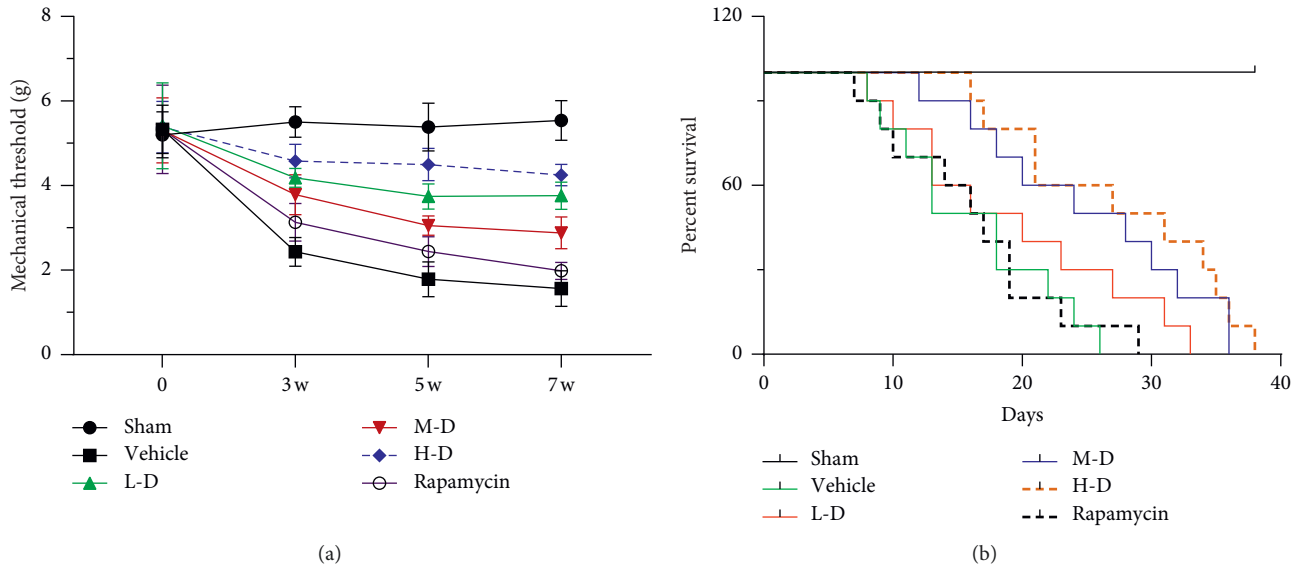 8
6
4
2
0
Mechanical threshold (g)
0
3 w
5 w
7 w
Sham
Vehicle
L-D
M-D
H-D
Rapamycin
(a)
120
60
0
Percent survival
0
10
20
30
40
Days
Sham
Vehicle
L-D
M-D
H-D
Rapamycin
(b)